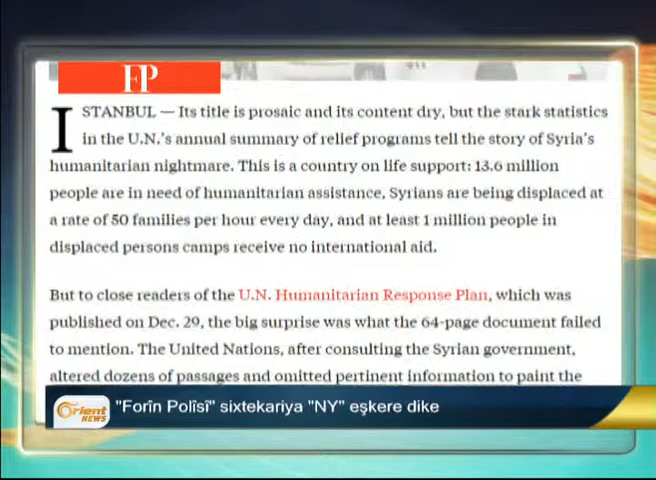 FP
ISTANBUL — Its title is prosaic and its content dry, but the stark statistics
in the U.N.'s annual summary of relief programs tell the story of Syria's
humanitarian nightmare. This is a country on life support: 13.6 million
people are in need of humanitarian assistance, Syrians are being displaced at
a rate of 50 families per hour every day, and at least 1 million people in
displaced persons camps receive no international aid.
But to close readers of the U.N. Humanitarian Response Plan, which was
published on Dec. 29, the big surprise was what the 64-page document failed
to mention. The United Nations, after consulting the Syrian government,
altered dozens of passages and omitted pertinent information to paint the
Orient NEWS
"Forîn Polîsî" sixtekariya "NY" eşkere dike